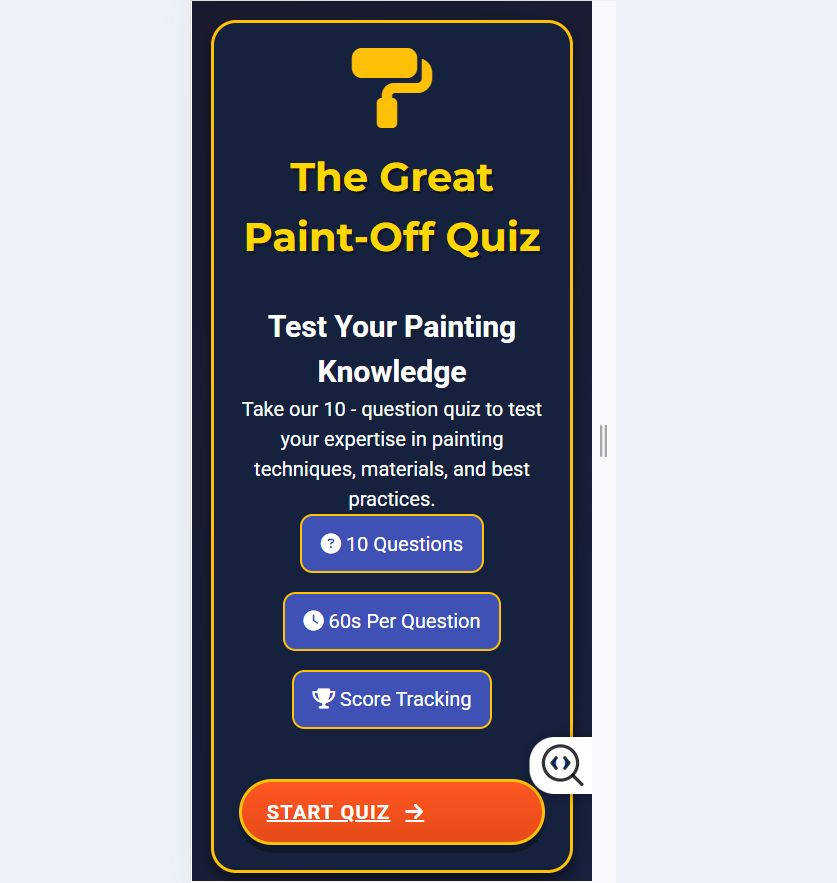 The Great
Paint-Off Quiz
Test Your Painting
Knowledge
Take our 10 - question quiz to test
your expertise in painting
techniques, materials, and best
practices.
? 10 Questions
60s Per Question
Score Tracking
START QUIZ →